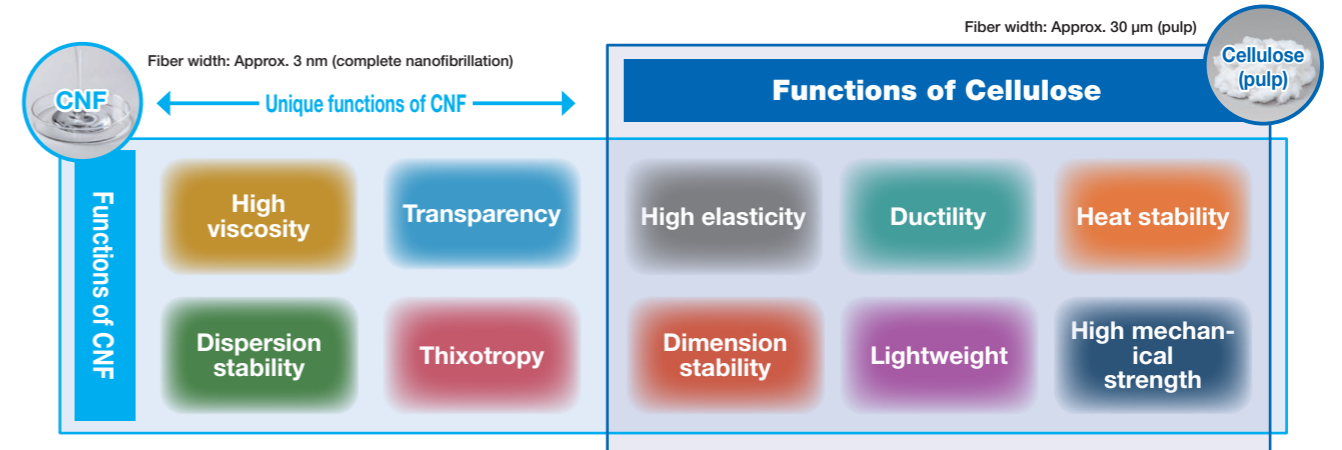 Fiber width: Approx. 30 μm (pulp)
Cellulose
(pulp)
Fiber width: Approx. 3 nm (complete nanofibrillation)
CNF
Unique functions of CNF
Functions of Cellulose
Functions of CNF
High
viscosity
Transparency
High elasticity
Ductility
Heat stability
Dispersion
stability
Thixotropy
Dimension
stability
Lightweight
High mechan-
ical
strength